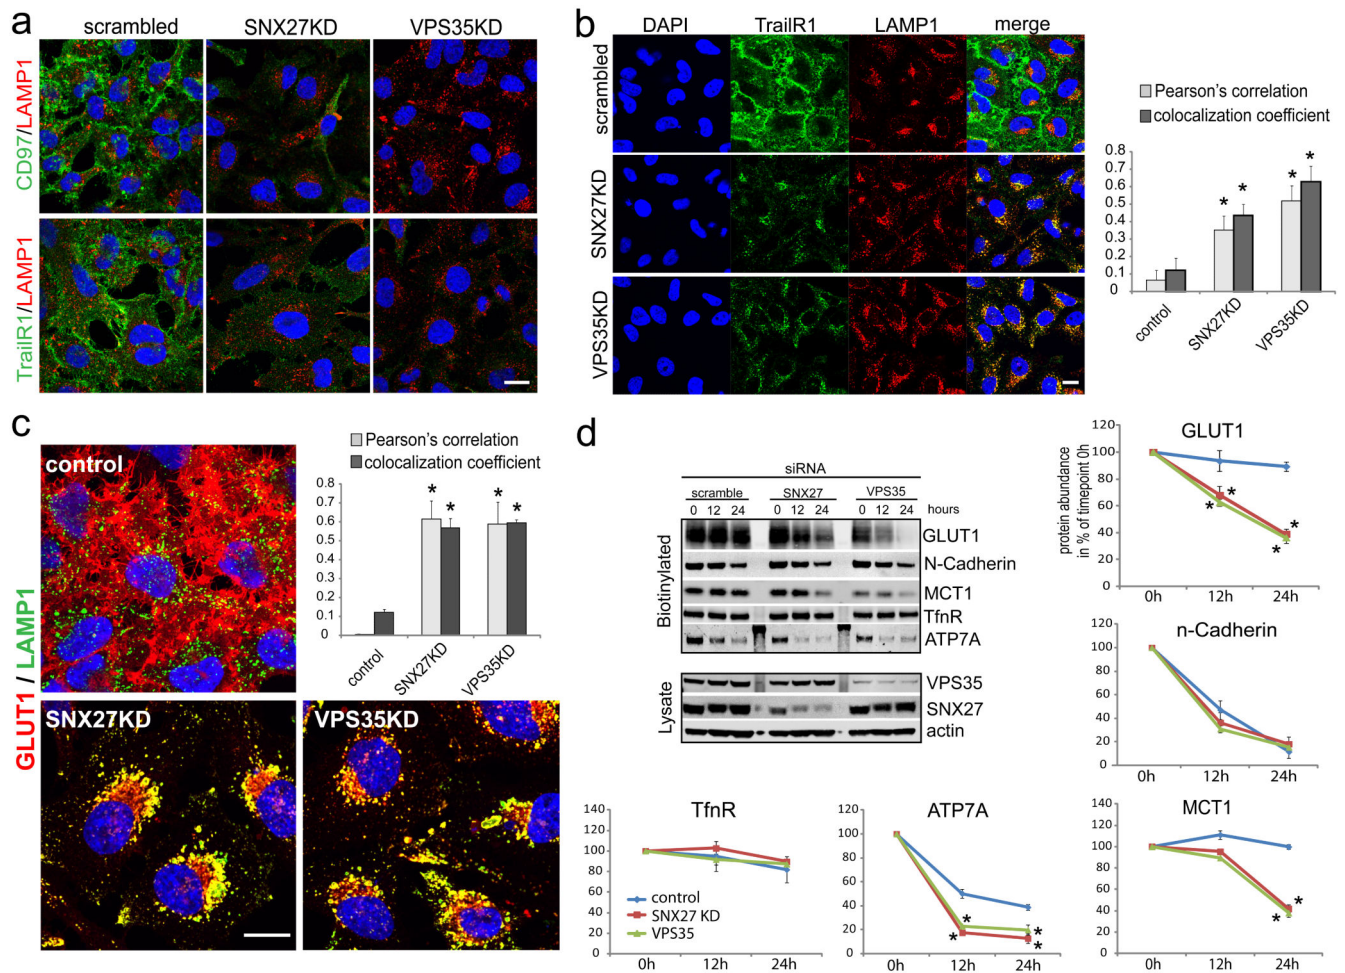 a
scrambled SNX27KD VPS35KD
CD97/LAMP1
TrailR1/LAMP1
b
DAPI TrailR1 LAMP1 merge
scrambled
SNX27KD
VPS35KD
Pearson's correlation
colocalization coefficient
0.8
0.7
0.6
0.5
0.4
0.3
0.2
0.1
0
* * * *
control SNX27KD VPS35KD
c
GLUT1 / LAMP1
control
SNX27KD
VPS35KD
Pearson's correlation
colocalization coefficient
0.8
0.7
0.6
0.5
0.4
0.3
0.2
0.1
0
* * * *
control SNX27KD VPS35KD
d
siRNA
scramble SNX27 VPS35
0 12 24 0 12 24 0 12 24 hours
Biotinylated
GLUT1
N-Cadherin
MCT1
TfnR
ATP7A
Lysate
VPS35
SNX27
actin
GLUT1
protein abundance
in % of timepoint 0h
120
100
80
60
40
20
0
* * * *
0h 12h 24h
n-Cadherin
120
100
80
60
40
20
0
0h 12h 24h
TfnR
140
120
100
80
60
40
20
0
control
SNX27 KD
VPS35
0h 12h 24h
ATP7A
120
100
80
60
40
20
0
* * * *
0h 12h 24h
MCT1
140
120
100
80
60
40
20
0
* *
0h 12h 24h